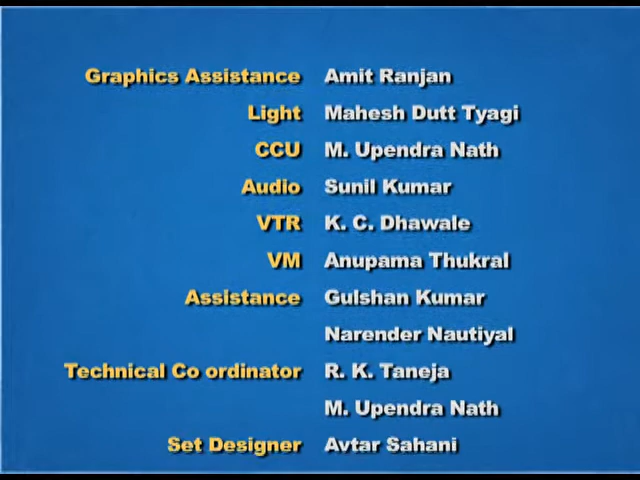 Graphics Assistance Amit Ranjan
Light Mahesh Dutt Tyagi
CCU M. Upendra Nath
Audio Sunil Kumar
VTR K. C. Dhawale
VM Anupama Thukral
Assistance Gulshan Kumar
Narender Nautiyal
Technical Co ordinator R. K. Taneja
M. Upendra Nath
Set Designer Avtar Sahani